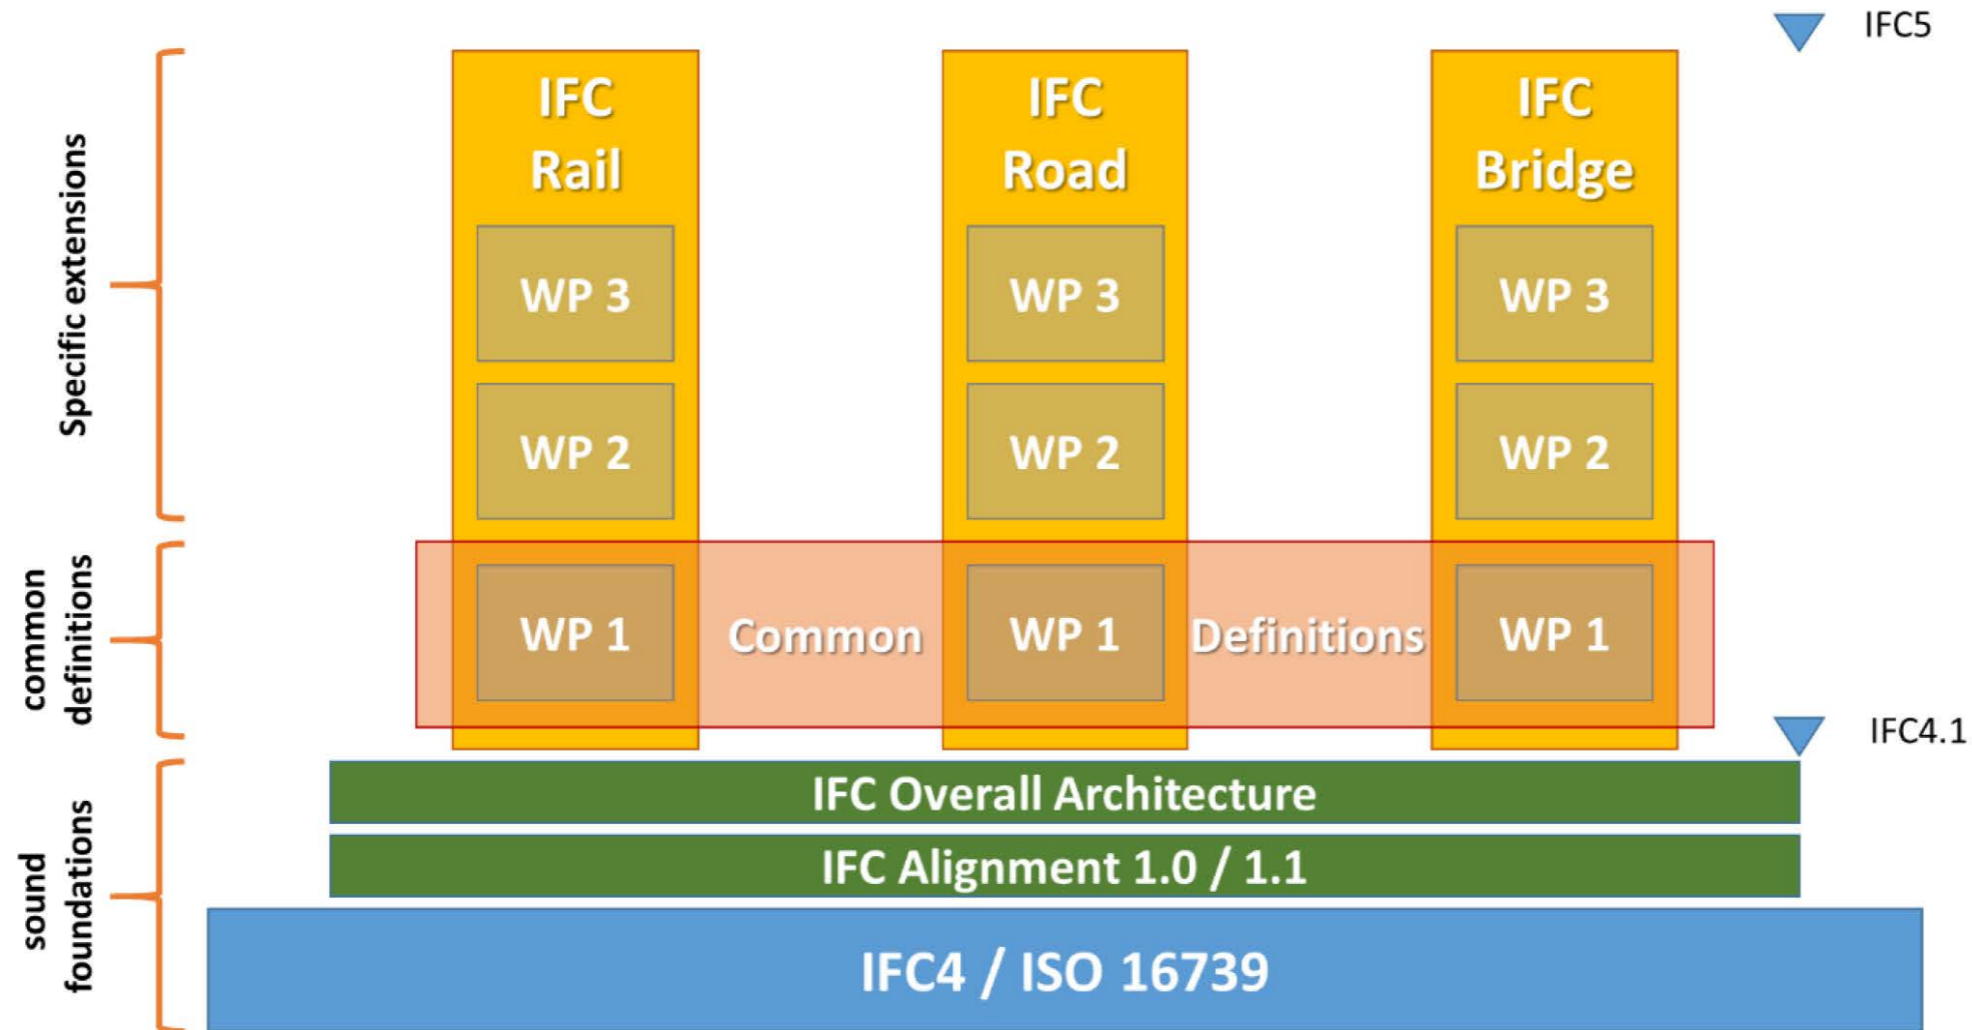 IFC5
Specific extensions
IFC
Rail
IFC
Road
IFC
Bridge
WP 3
WP 3
WP 3
WP 2
WP 2
WP 2
common
definitions
WP 1
Common
WP 1
Definitions
WP 1
IFC4.1
sound
foundations
IFC Overall Architecture
IFC Alignment 1.0 / 1.1
IFC4 / ISO 16739